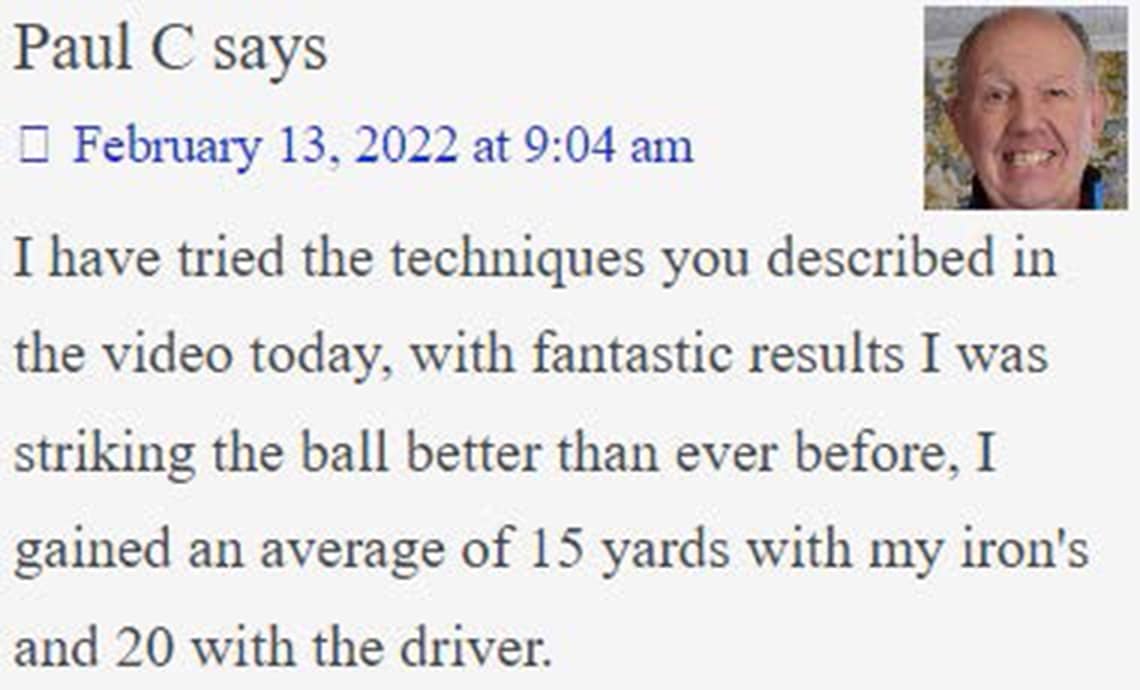 Paul C says
February 13, 2022 at 9:04 am
I have tried the techniques you described in
the video today, with fantastic results I was
striking the ball better than ever before, I
gained an average of 15 yards with my iron's
and 20 with the driver.